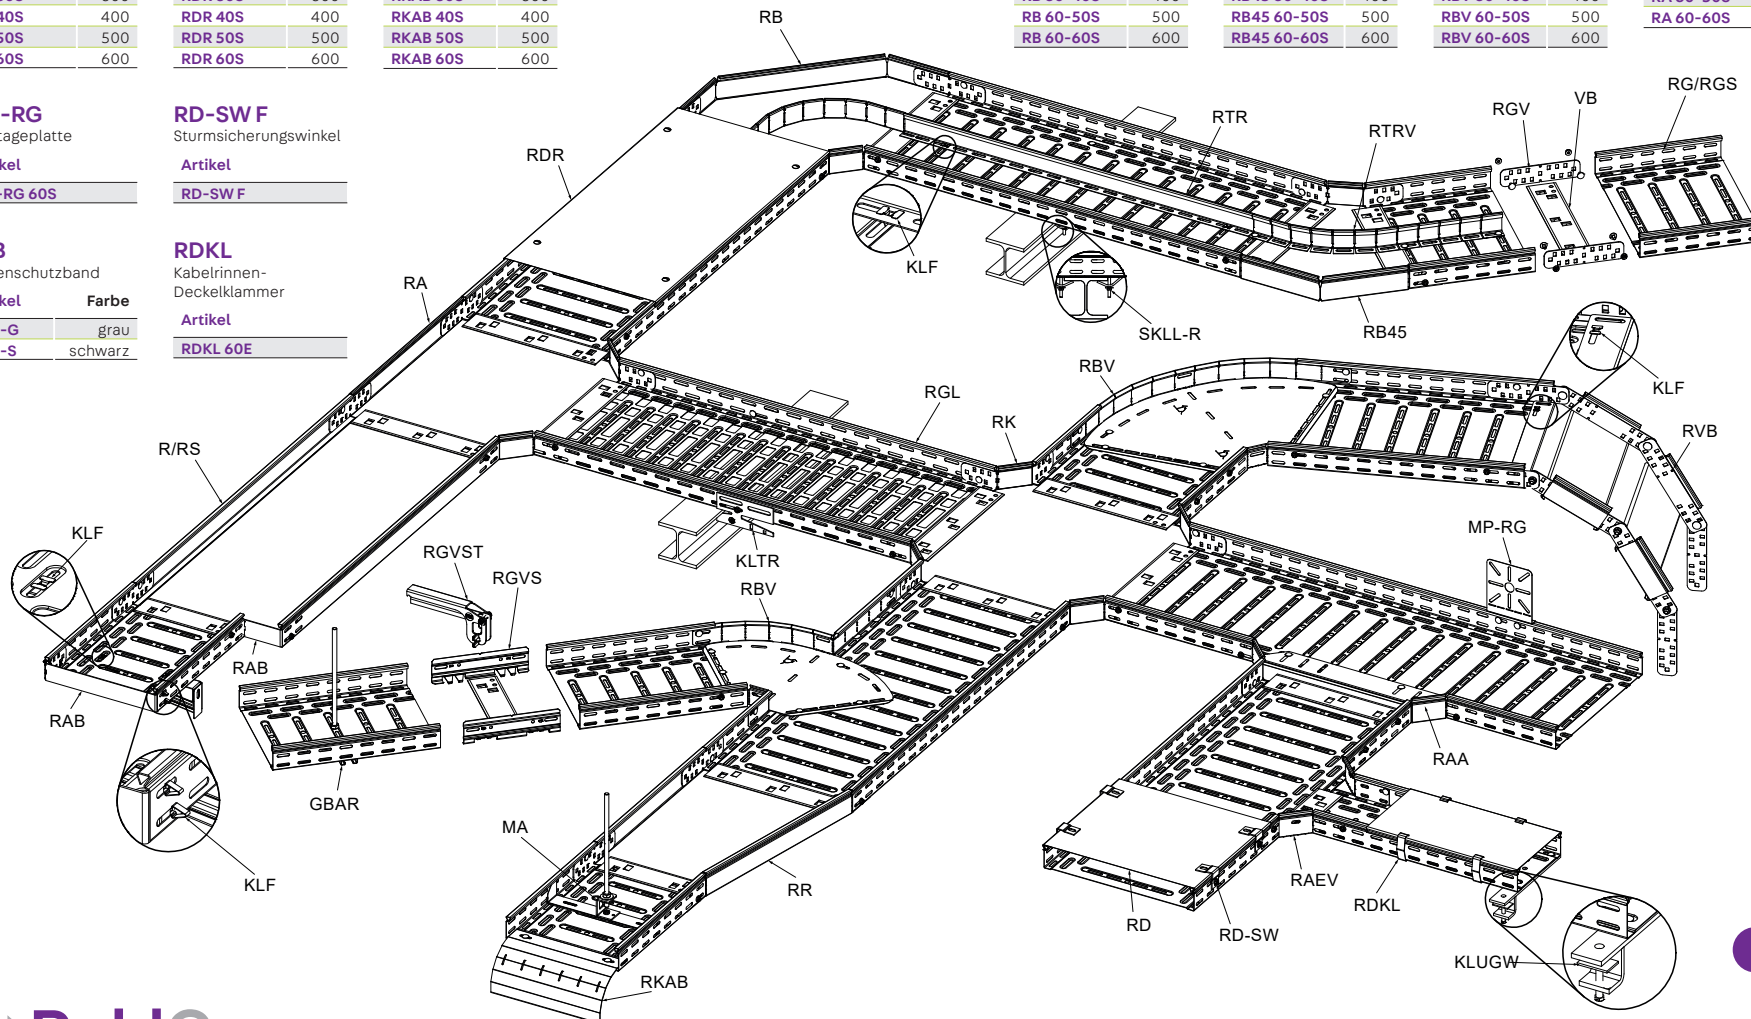 40S 400
50S 500
60S 600
RDR 40S 400
RDR 50S 500
RDR 60S 600
RKAB 40S 400
RKAB 50S 500
RKAB 60S 600
RB 60-50S 500
RB 60-60S 600
RB45 60-50S 500
RB45 60-60S 600
RBV 60-50S 500
RBV 60-60S 600
RA 60-60S
-RG
tageplatte
kel
-RG 60S
RD-SW F
Sturmsicherungswinkel
Artikel
RD-SW F
B
enschutzband
kel Farbe
-G grau
-S schwarz
RDKL
Kabelrinnen-
Deckelklammer
Artikel
RDKL 60E
RB
RDR
RTR
RTRV
RGV
VB
RG/RGS
RA
KLF
SKLL-R
RB45
KLF
RGL
RBV
RK
RVB
R/RS
KLF
RGVST
RGVS
KLTR
RBV
MP-RG
RAB
RAB
GBAR
KLF
MA
RR
RKAB
RAA
RAEV
RD
RD-SW
RDKL
KLUGW